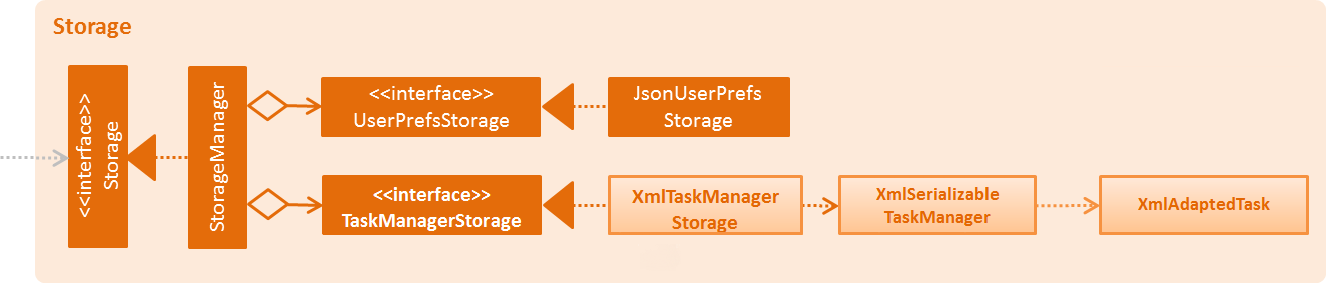 Storage
<<interface>>
Storage
StorageManager
<<interface>>
UserPrefsStorage
JsonUserPrefs
Storage
<<interface>>
TaskManagerStorage
XmlTaskManager
Storage
XmlSerializable
TaskManager
XmlAdaptedTask